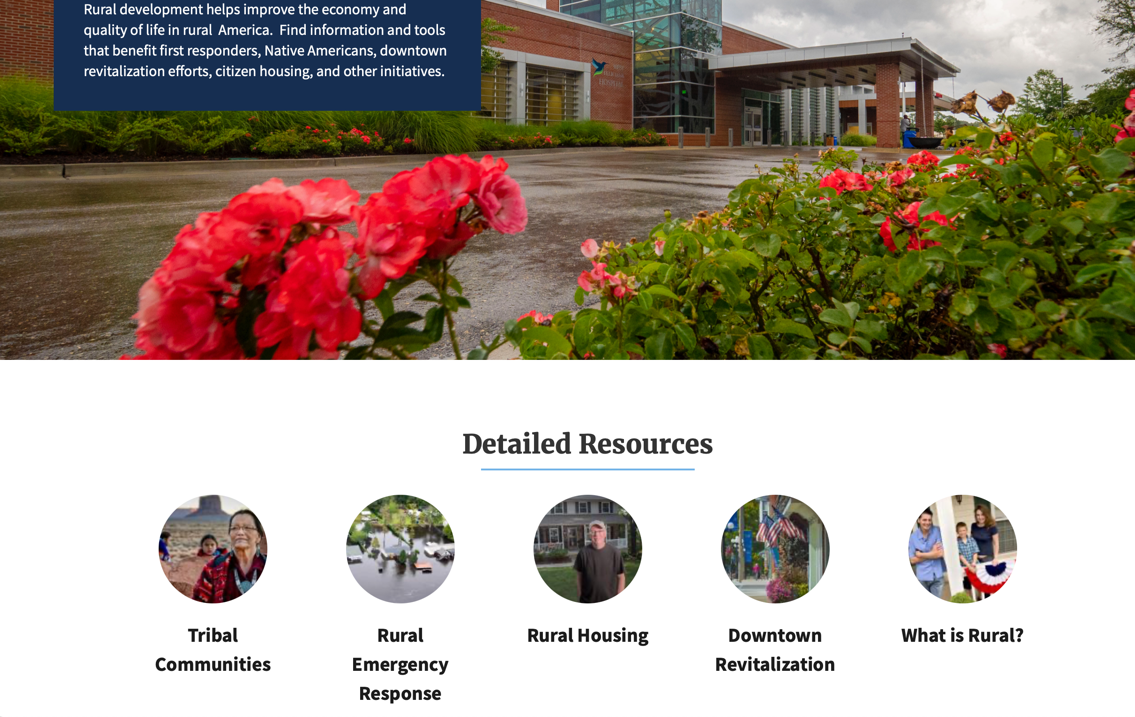 Rural development helps improve the economy and
quality of life in rural America. Find information and tools
that benefit first responders, Native Americans, downtown
revitalization efforts, citizen housing, and other initiatives.
Detailed Resources
Tribal
Communities
Rural
Emergency
Response
Rural Housing
Downtown
Revitalization
What is Rural?